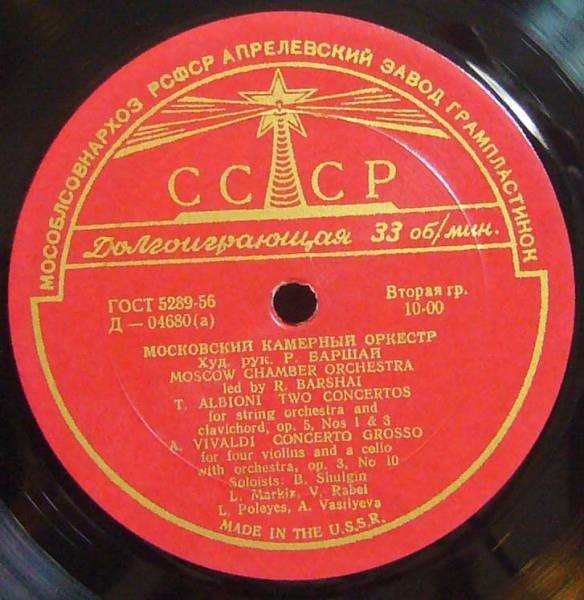 МОСОБЛСОВНАРХОЗ РСФСР АПРЕЛЕВСКИЙ ЗАВОД ГРАМПЛАСТИНОК
СССР
Долгоиграющая 33 об/мин.
ГОСТ 5289-56
Д — 04680(а)
Вторая гр.
10-00
МОСКОВСКИЙ КАМЕРНЫЙ ОРКЕСТР
Худ. рук. Р. БАРШАЙ
MOSCOW CHAMBER ORCHESTRA
led by R. BARSHAI
T. ALBIONI TWO CONCERTOS
for string orchestra and
clavichord, op. 5, Nos 1 & 3
A. VIVALDI CONCERTO GROSSO
for four violins and a cello
with orchestra, op. 3, No 10
Soloists: B. Shulgin
L. Markiz, V. Rabei
L. Poleyes, A. Vasilyeva
MADE IN THE U.S.S.R.